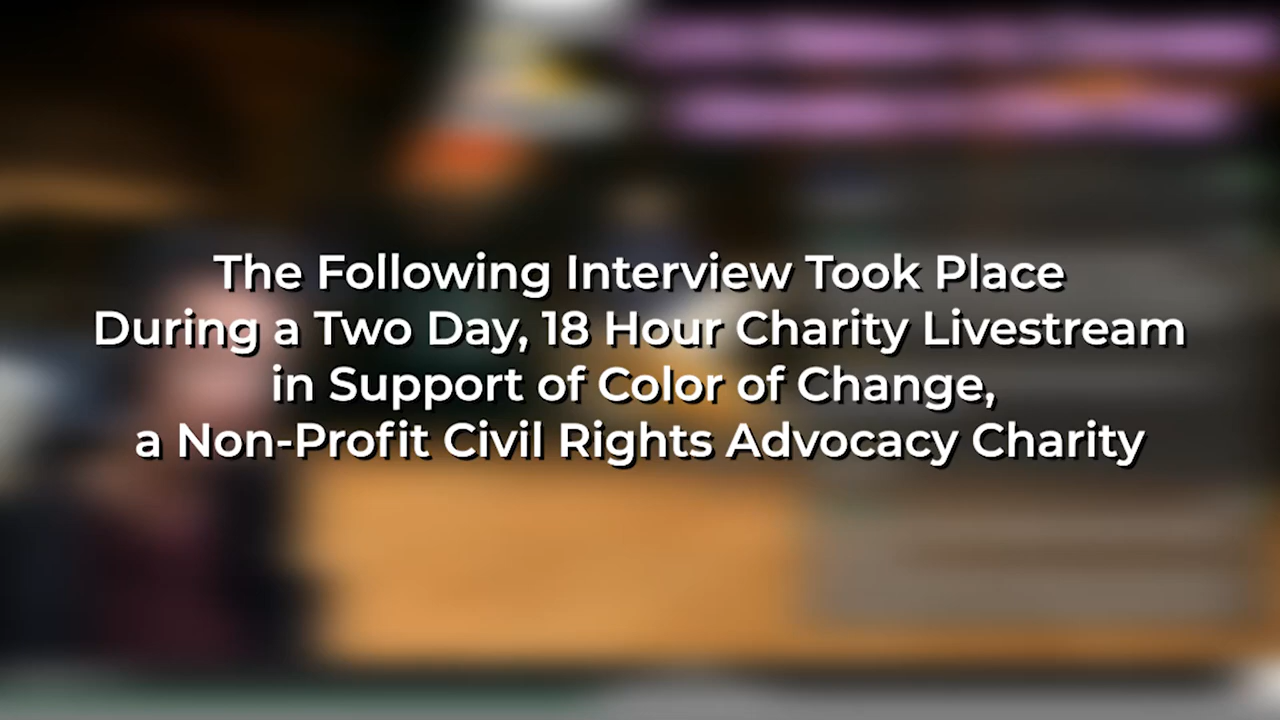 The Following Interview Took Place
During a Two Day, 18 Hour Charity Livestream
in Support of Color of Change,
a Non-Profit Civil Rights Advocacy Charity